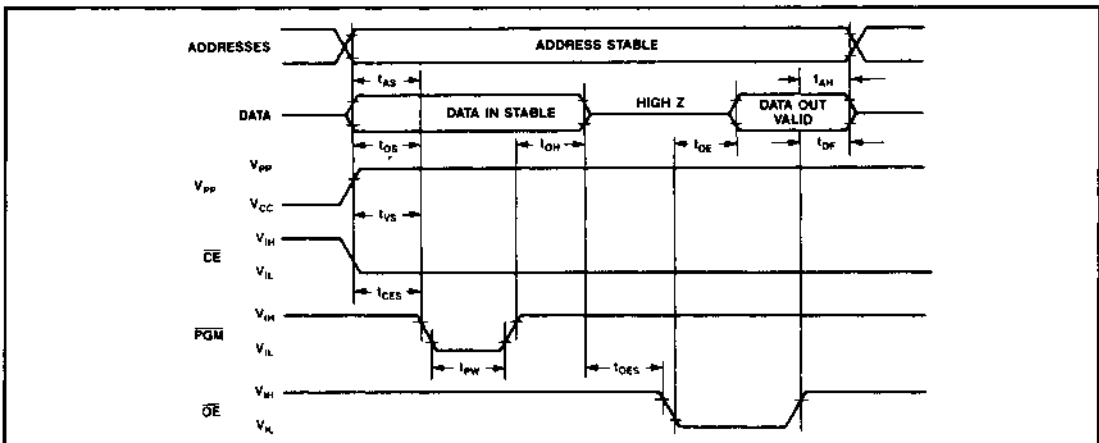 ADDRESSES
ADDRESS STABLE
tAS
tAH
DATA
DATA IN STABLE
HIGH Z
DATA OUT
VALID
tDS
tDH
tOE
tDF
VPP
VPP
VCC
tVS
CE
VIH
VIL
tCES
PGM
VIH
VIL
tPW
tOES
OE
VIH
VIL